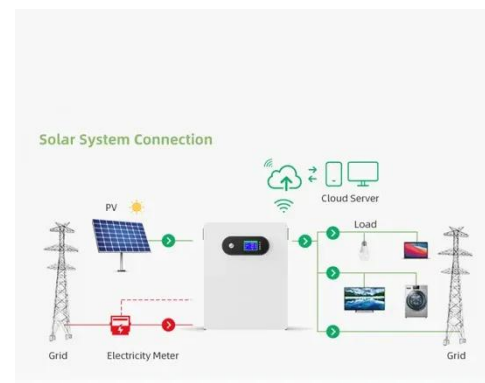 Solar System Connection
Cloud Server
PV
Load
Grid
Electricity Meter
Grid